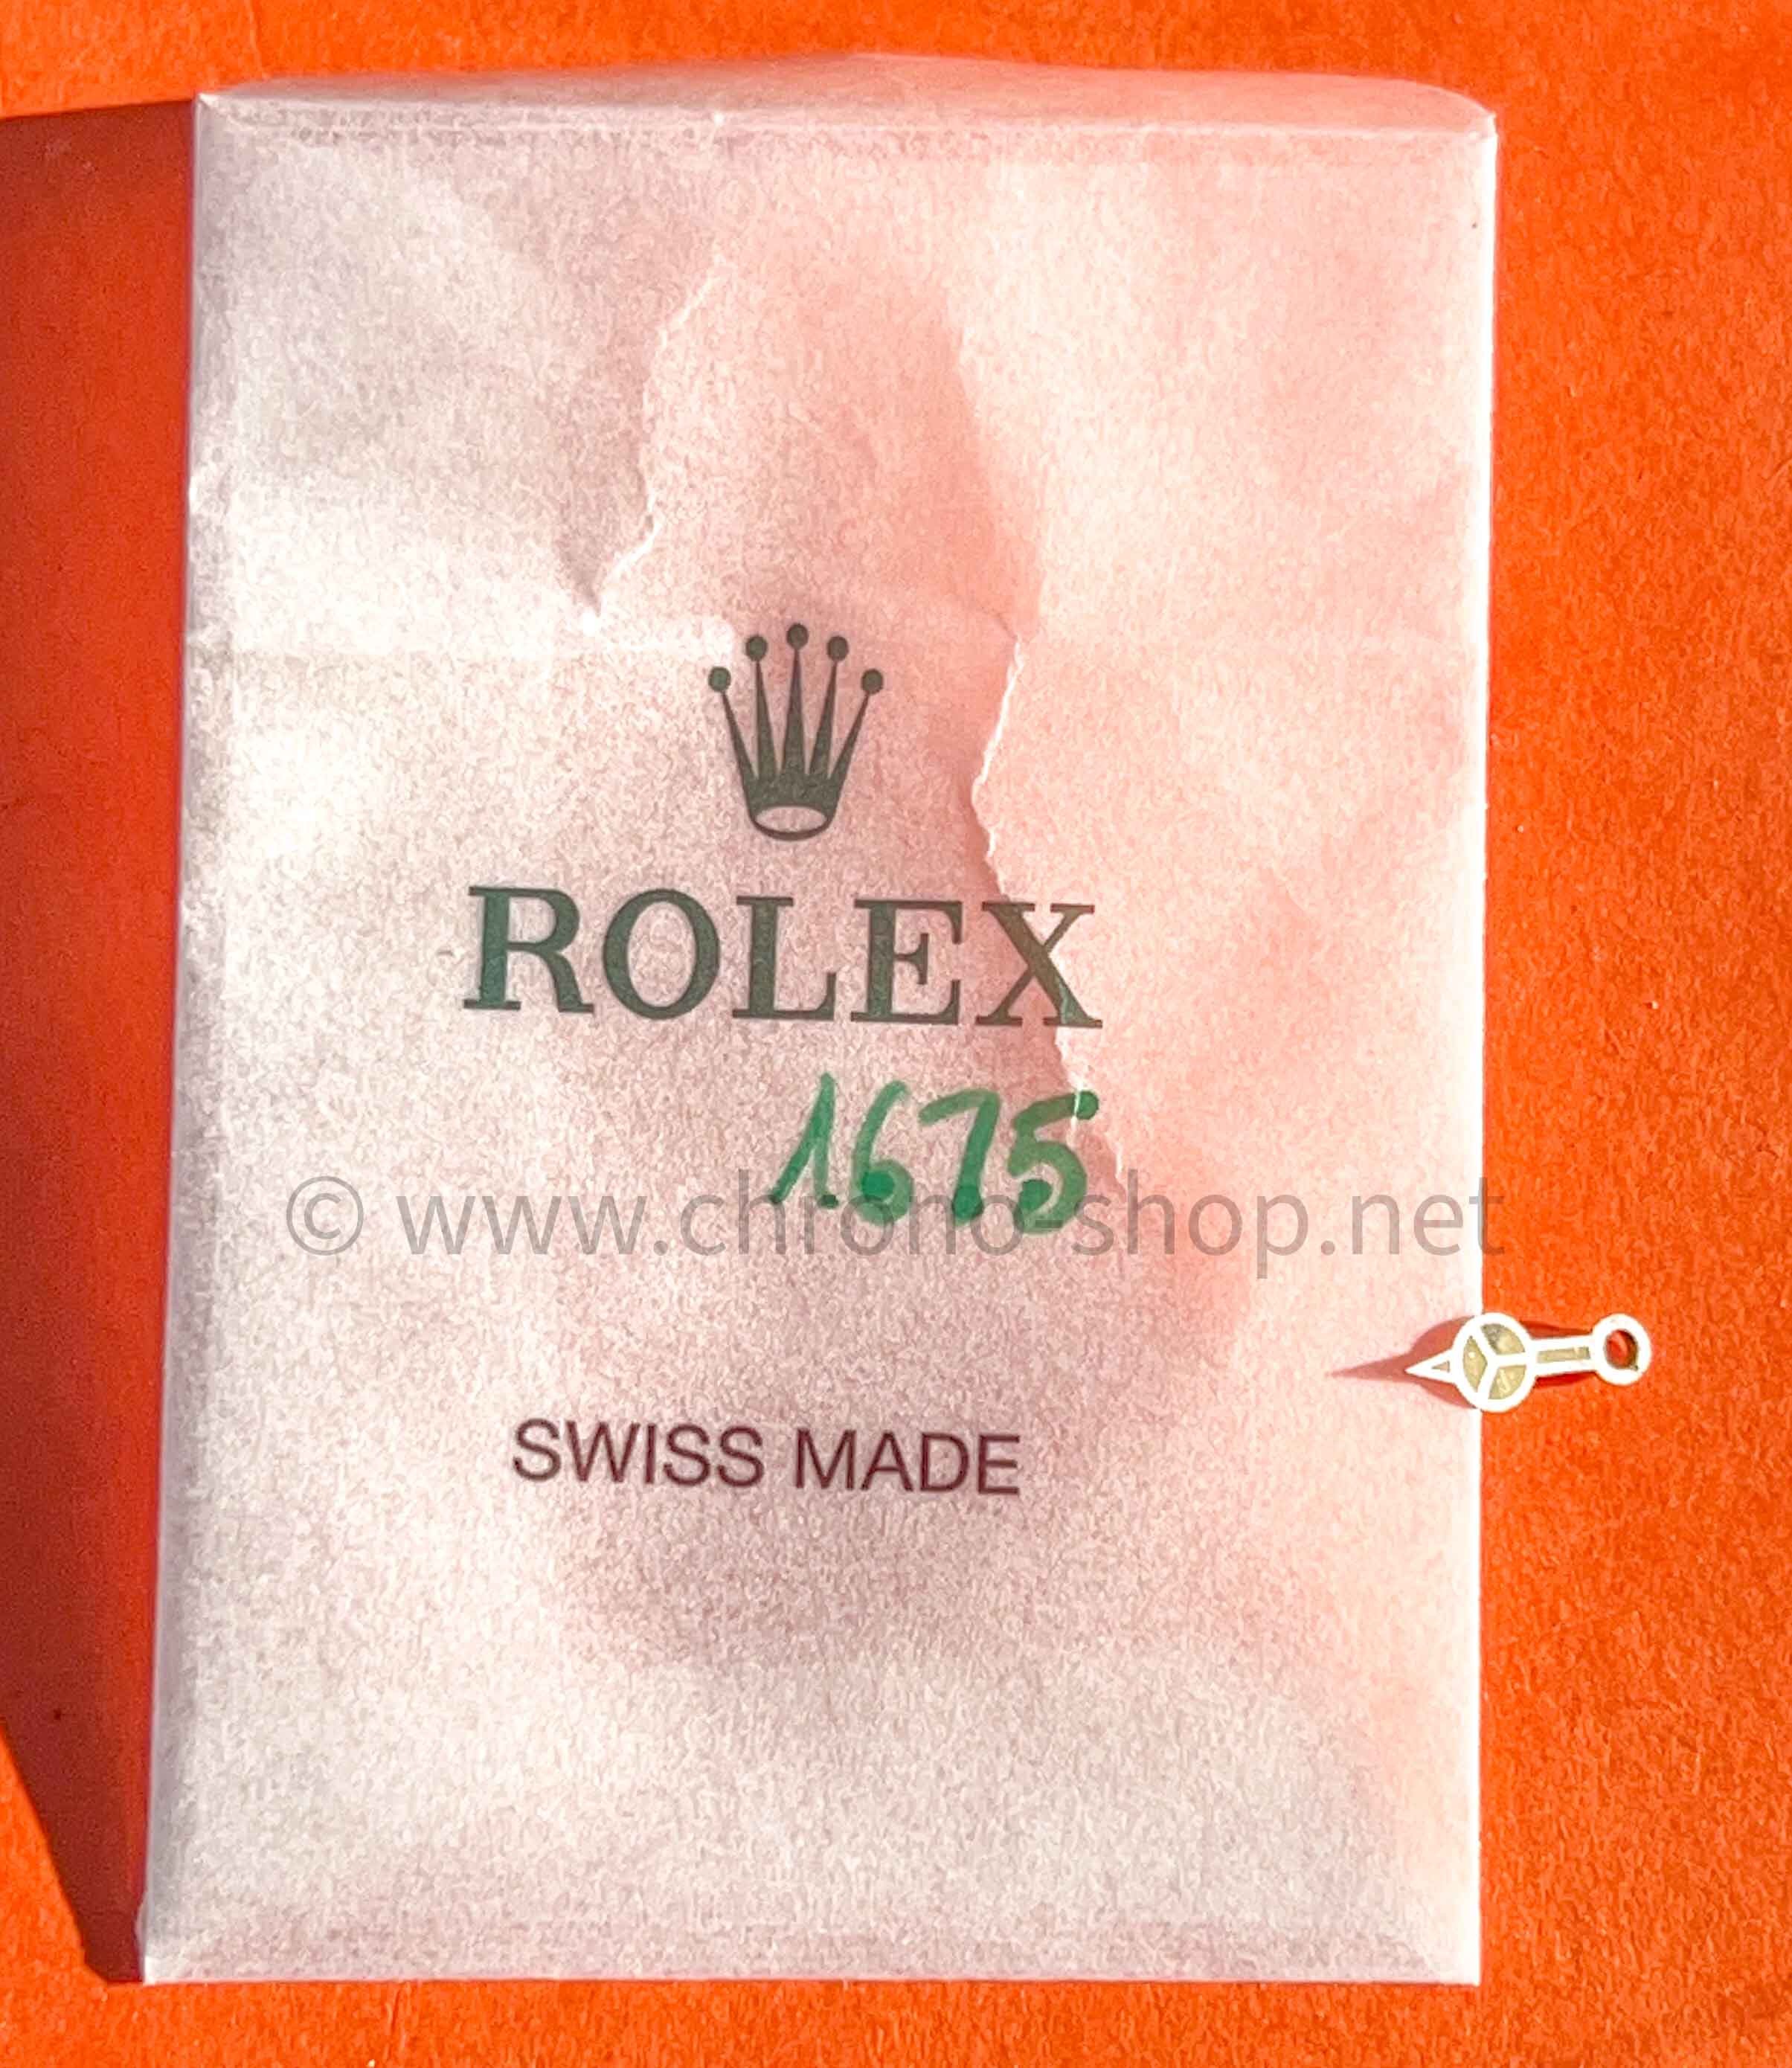 ROLEX
1675
© www.chrono-shop.net
SWISS MADE